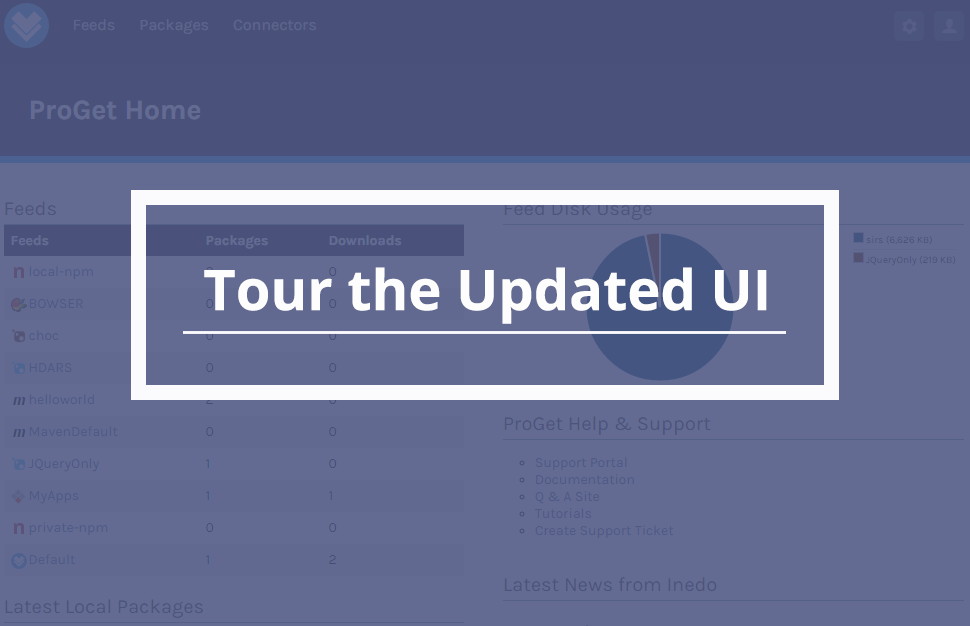 Feeds Packages Connectors
ProGet Home
Feeds
Feeds Packages Downloads
local-npm 0
BOWSER 0
choc 0 0
HDARS 0 0
helloworld 2 0
MavenDefault 0 0
JQueryOnly 1 0
MyApps 1 1
private-npm 0 0
Default 1 2
Latest Local Packages
Tour the Updated UI
Feed Disk Usage
sirs (6,626 KB)
JQueryOnly (219 KB)
ProGet Help & Support
Support Portal
Documentation
Q & A Site
Tutorials
Create Support Ticket
Latest News from Inedo